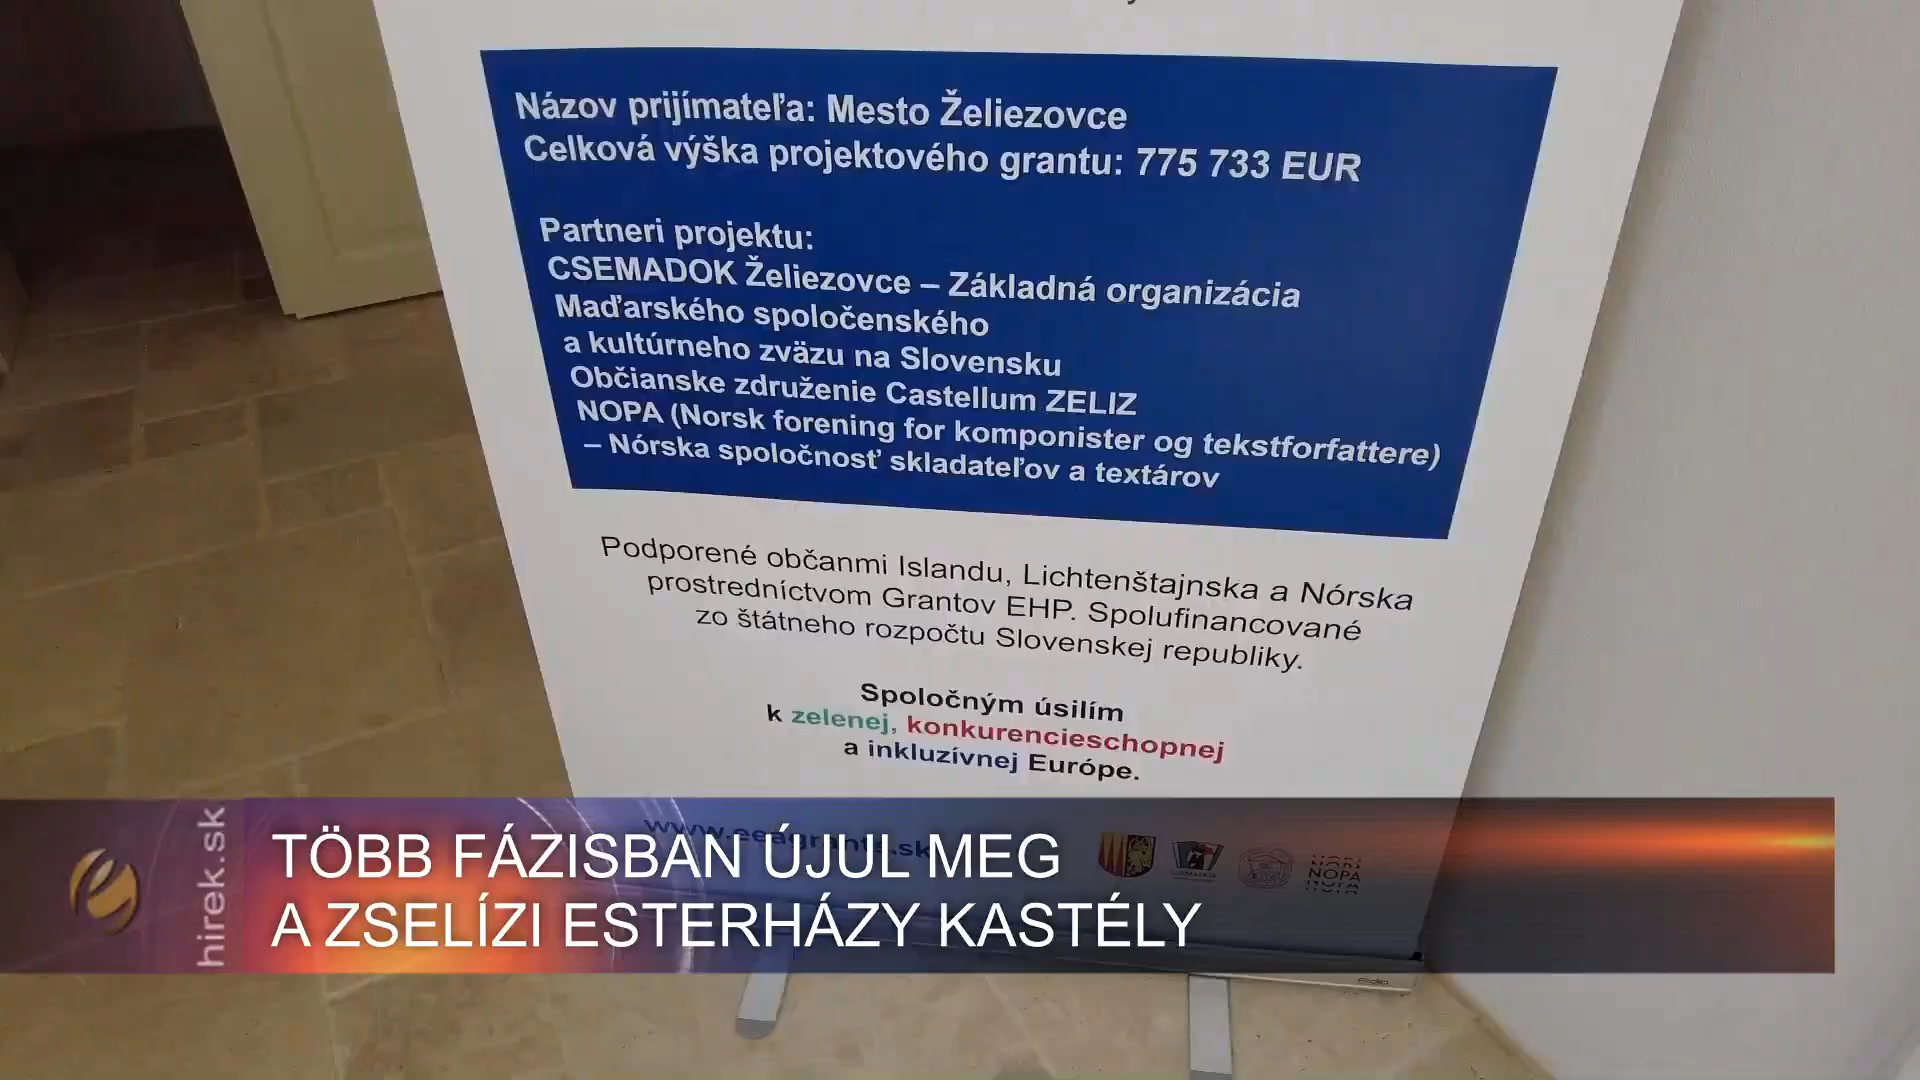 Názov prijímateľa: Mesto Želiezovce
Celková výška projektového grantu: 775 733 EUR
Partneri projektu:
CSEMADOK Želiezovce – Základná organizácia
Maďarského spoločenského
a kultúrneho zväzu na Slovensku
Občianske združenie Castellum ZELIZ
NOPA (Norsk forening for komponister og tekstforfattere)
– Nórska spoločnosť skladateľov a textárov
Podporené občanmi Islandu, Lichtenštajnska a Nórska
prostredníctvom Grantov EHP. Spolufinancované
zo štátneho rozpočtu Slovenskej republiky.
Spoločným úsilím
k zelenej, konkurencieschopnej
a inkluzívnej Európe.
www.eeagrants.sk
NOPA
hirek.sk
TÖBB FÁZISBAN ÚJUL MEG
A ZSELÍZI ESTERHÁZY KASTÉLY